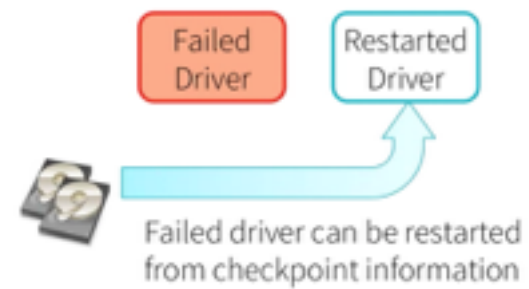 Failed
Driver
Restarted
Driver
Failed driver can be restarted
from checkpoint information